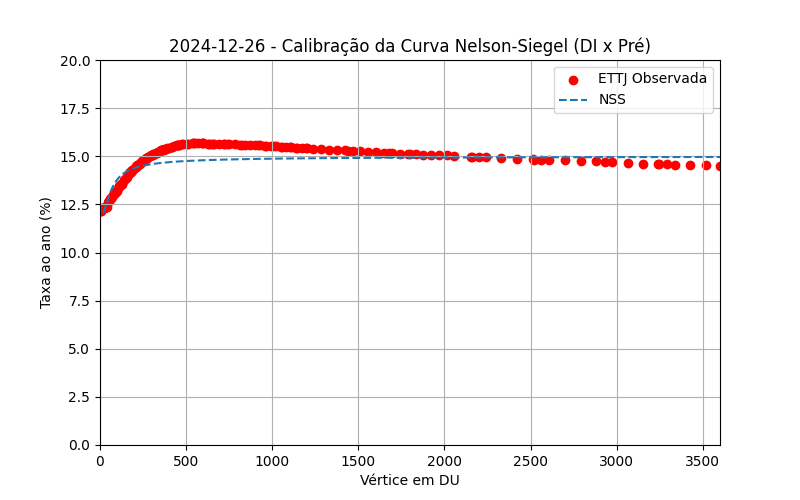 2024-12-26 - Calibração da Curva Nelson-Siegel (DI x Pré)
ETTJ Observada
NSS
Taxa ao ano (%)
20.0
17.5
15.0
12.5
10.0
7.5
5.0
2.5
0.0
0 500 1000 1500 2000 2500 3000 3500
Vértice em DU